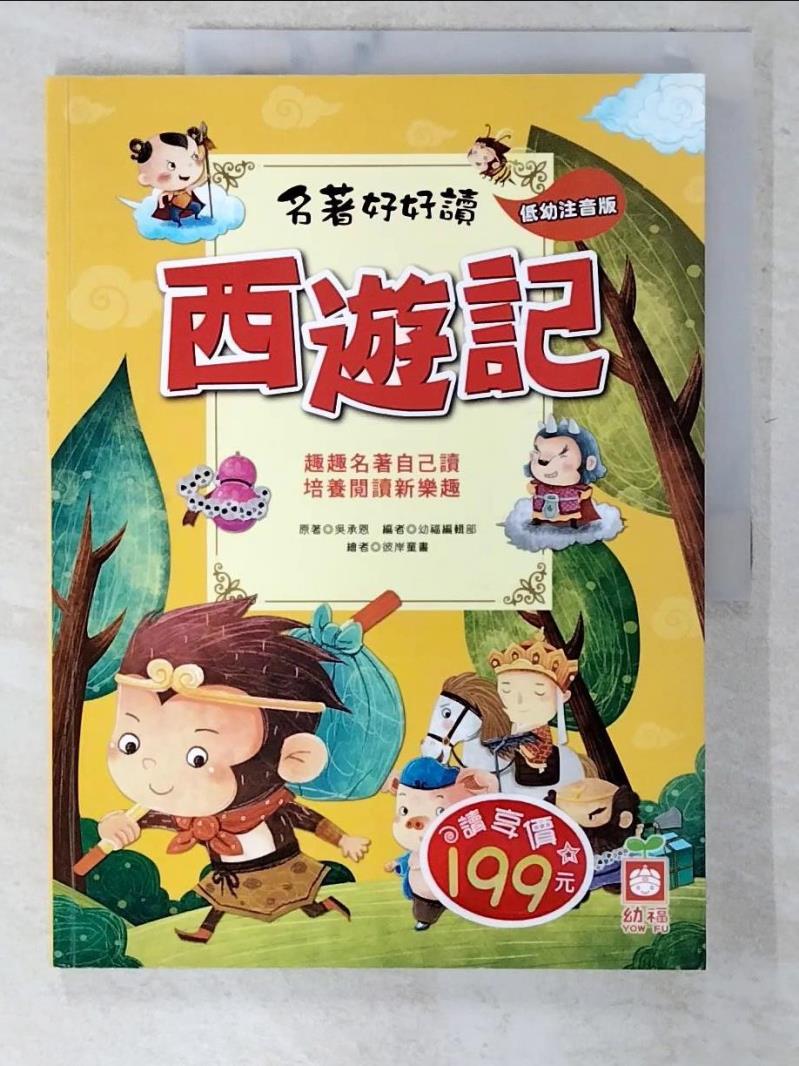 名著好好讀
低幼注音版
西遊記
趣趣名著自己讀
培養閱讀新樂趣
原著◎吳承恩 編者◎幼福編輯部
繪者◎彼岸童畫
讀享價
199元
幼福
YOW FU